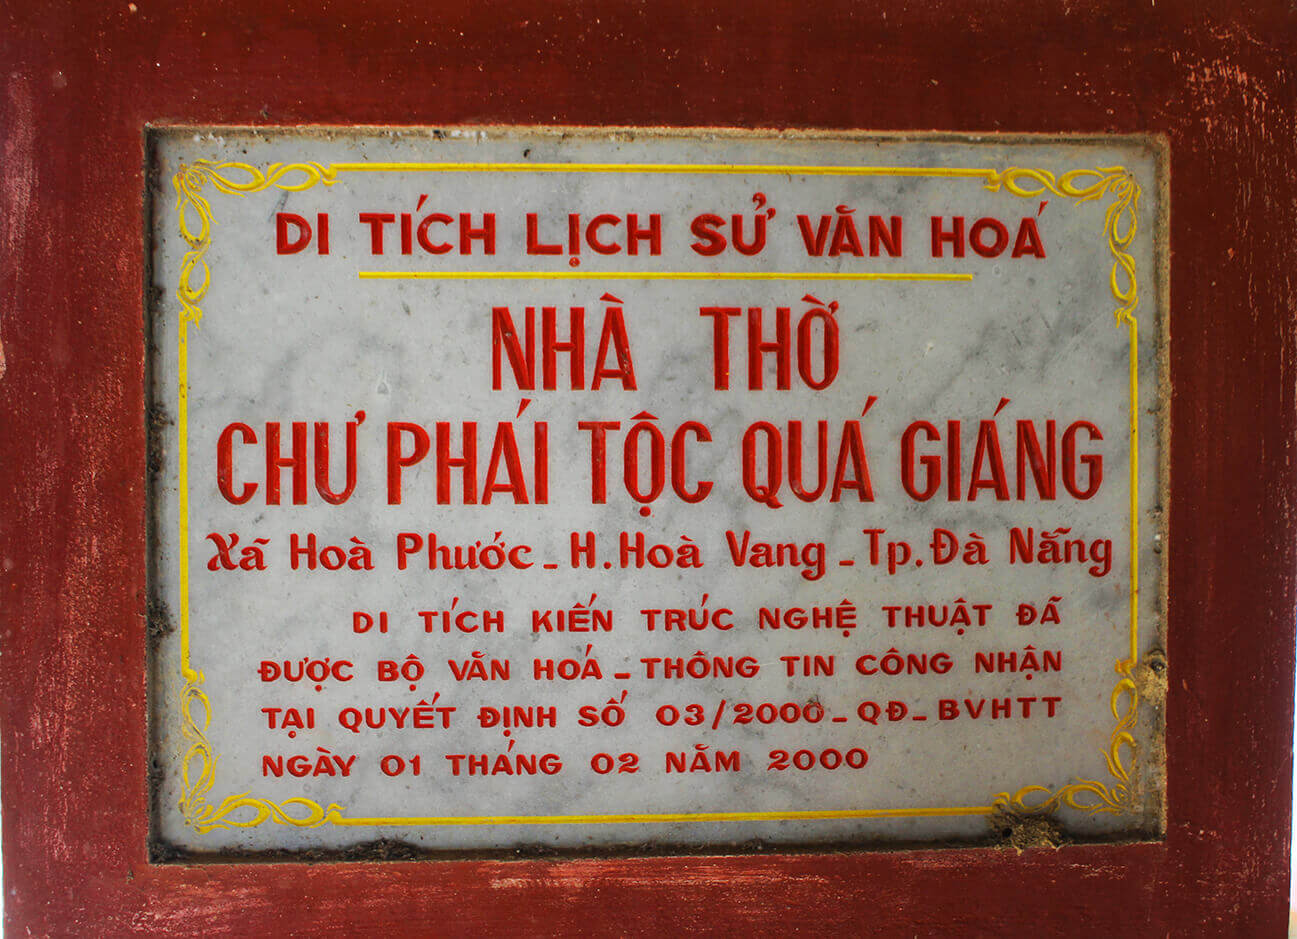 DI TÍCH LỊCH SỬ VĂN HOÁ
NHÀ THỜ
CHƯ PHÁI TỘC QUÁ GIÁNG
Xã Hoà Phước - H. Hoà Vang - Tp. Đà Nẵng
DI TÍCH KIẾN TRÚC NGHỆ THUẬT ĐÃ
ĐƯỢC BỘ VĂN HOÁ - THÔNG TIN CÔNG NHẬN
TẠI QUYẾT ĐỊNH SỐ 03/2000 - QĐ - BVHTT
NGÀY 01 THÁNG 02 NĂM 2000